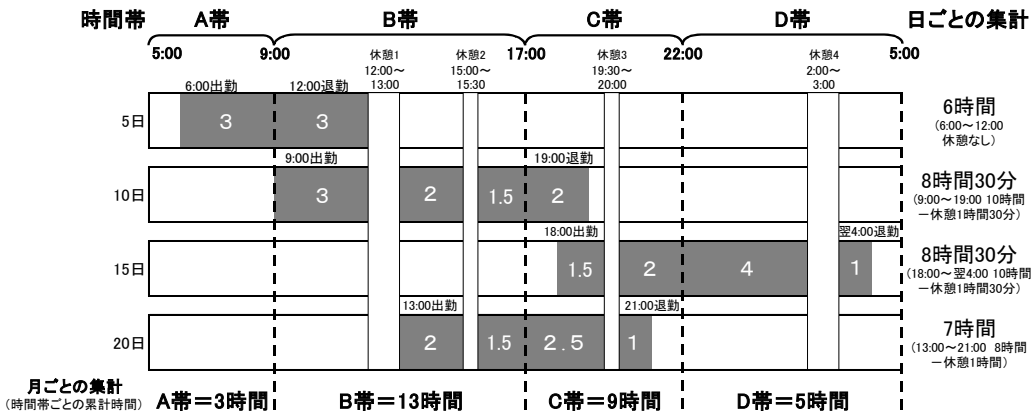 時間帯 A帯 B帯 C帯 D帯 日ごとの集計
5:00 9:00 17:00 22:00 5:00
休憩1 休憩2 休憩3 休憩4
12:00～ 15:00～ 19:30～ 2:00～
13:00 15:30 20:00 3:00
6:00出勤 12:00退勤
5日 3 3 6時間
(6:00～12:00
休憩なし)
9:00出勤 19:00退勤
10日 3 2 1.5 2 8時間30分
(9:00～19:00 10時間
－休憩1時間30分)
18:00出勤 翌4:00退勤
15日 1.5 2 4 1 8時間30分
(18:00～翌4:00 10時間
－休憩1時間30分)
13:00出勤 21:00退勤
20日 2 1.5 2.5 1 7時間
(13:00～21:00 8時間
－休憩1時間)
月ごとの集計
(時間帯ごとの累計時間)
A帯＝3時間 B帯＝13時間 C帯＝9時間 D帯＝5時間